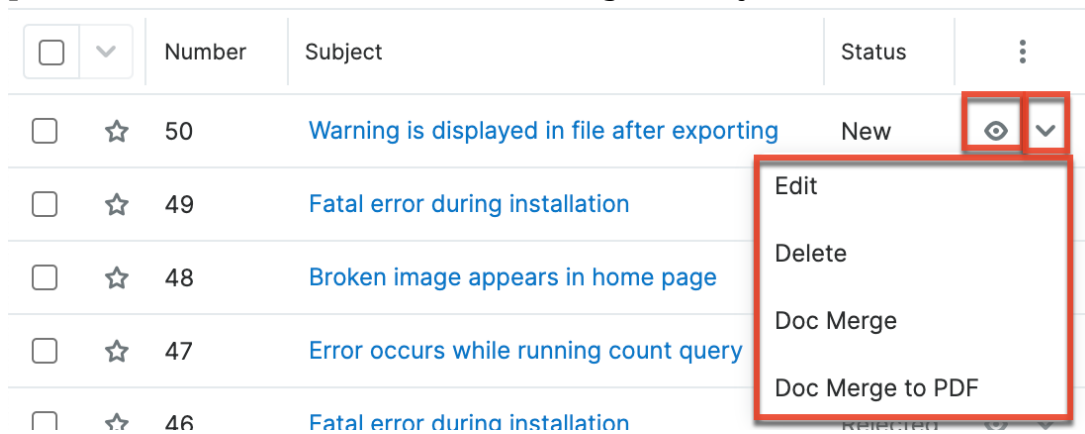 Number Subject Status
50 Warning is displayed in file after exporting New
Edit
49 Fatal error during installation
Delete
48 Broken image appears in home page
Doc Merge
47 Error occurs while running count query
Doc Merge to PDF
46 Fatal error during installation Rejected